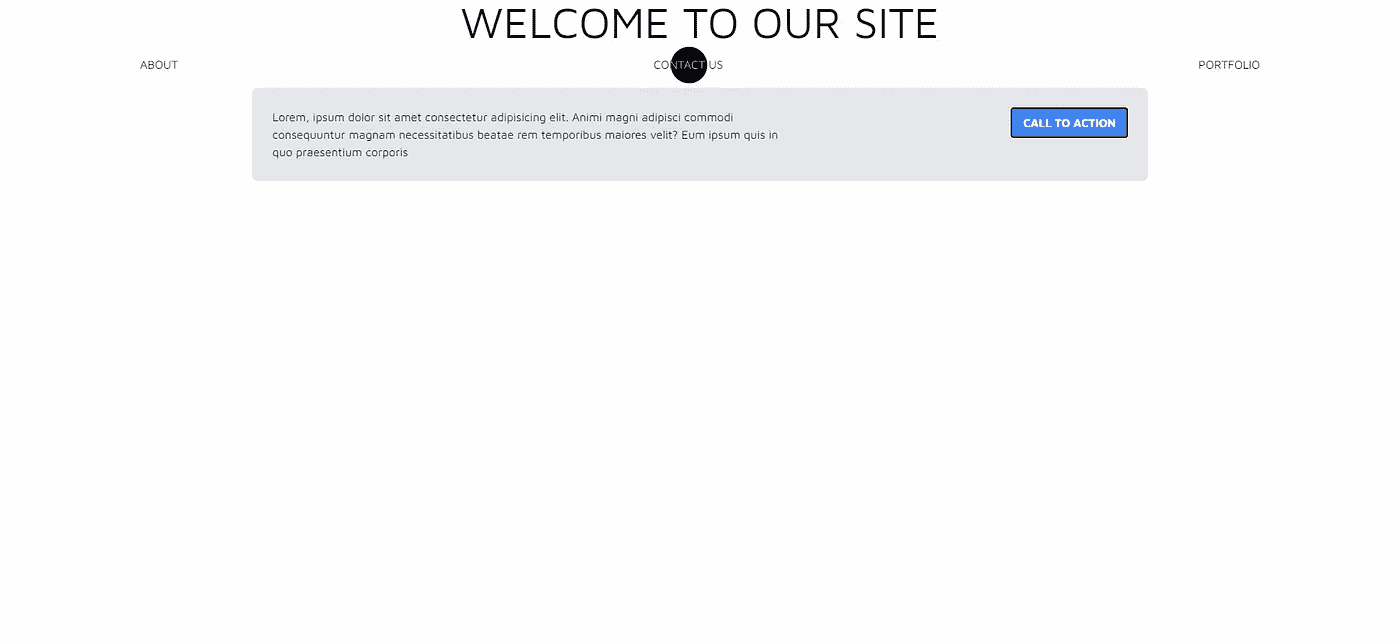 WELCOME TO OUR SITE
ABOUT CONTACT US PORTFOLIO
Lorem, ipsum dolor sit amet consectetur adipisicing elit. Animi magni adipisci commodi
consequuntur magnam necessitatibus beatae rem temporibus maiores velit? Eum ipsum quis in
quo praesentium corporis
CALL TO ACTION